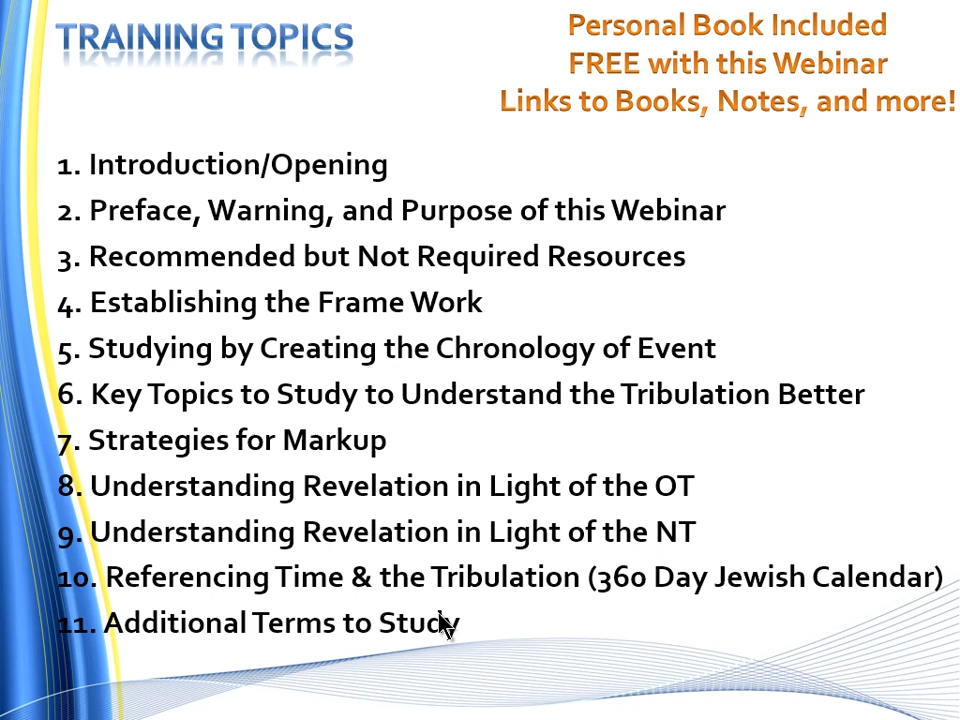 TRAINING TOPICS
Personal Book Included
FREE with this Webinar
Links to Books, Notes, and more!
1. Introduction/Opening
2. Preface, Warning, and Purpose of this Webinar
3. Recommended but Not Required Resources
4. Establishing the Frame Work
5. Studying by Creating the Chronology of Event
6. Key Topics to Study to Understand the Tribulation Better
7. Strategies for Markup
8. Understanding Revelation in Light of the OT
9. Understanding Revelation in Light of the NT
10. Referencing Time & the Tribulation (360 Day Jewish Calendar)
11. Additional Terms to Study